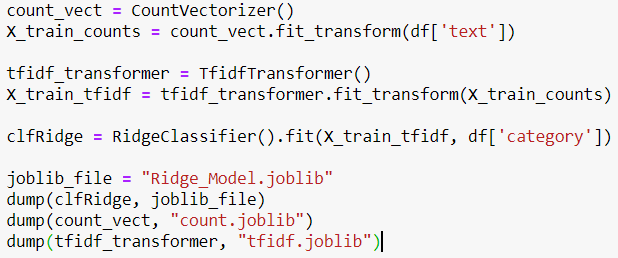 count_vect = CountVectorizer()
X_train_counts = count_vect.fit_transform(df['text'])
tfidf_transformer = TfidfTransformer()
X_train_tfidf = tfidf_transformer.fit_transform(X_train_counts)
clfRidge = RidgeClassifier().fit(X_train_tfidf, df['category'])
joblib_file = "Ridge_Model.joblib"
dump(clfRidge, joblib_file)
dump(count_vect, "count.joblib")
dump(tfidf_transformer, "tfidf.joblib")